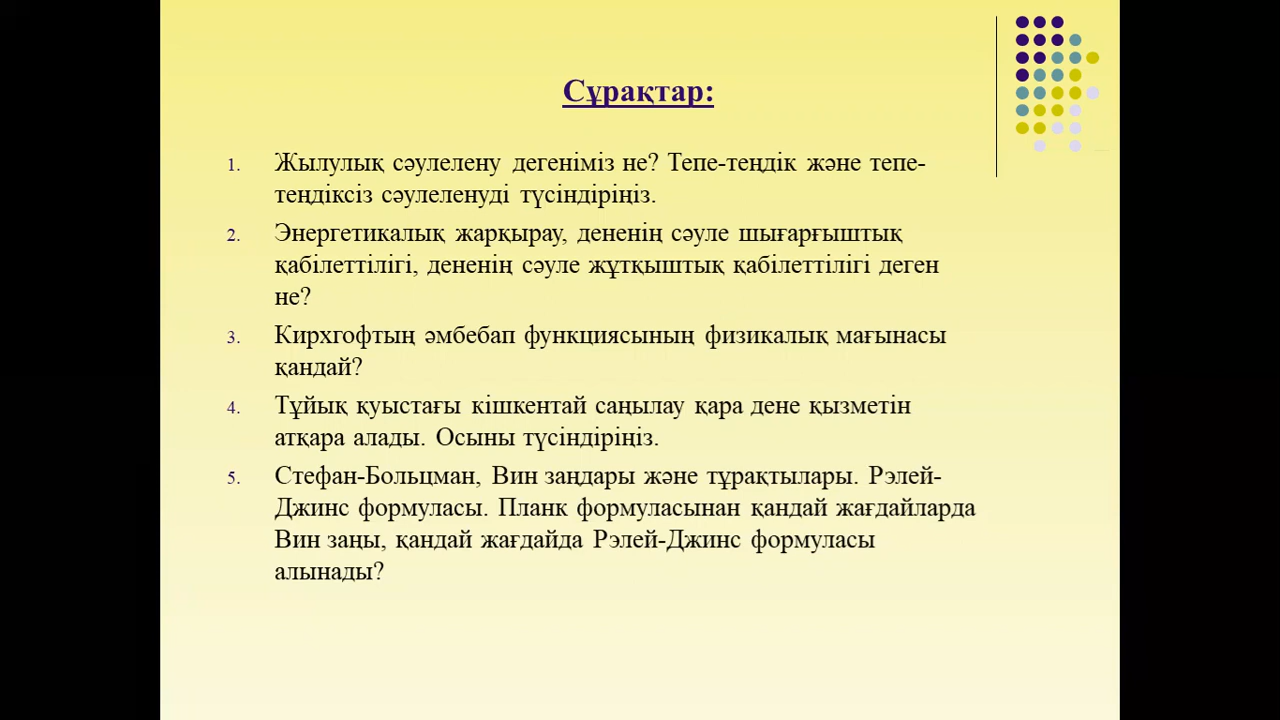 Сұрақтар:
1. Жылулық сәулелену дегеніміз не? Тепе-теңдік және тепе-
теңдіксіз сәулеленуді түсіндіріңіз.
2. Энергетикалық жарқырау, дененің сәуле шығарғыштық
қабілеттілігі, дененің сәуле жұтқыштық қабілеттілігі деген
не?
3. Кирхгофтың әмбебап функциясының физикалық мағынасы
қандай?
4. Тұйық қуыстағы кішкентай саңылау қара дене қызметін
атқара алады. Осыны түсіндіріңіз.
5. Стефан-Больцман, Вин заңдары және тұрақтылары. Рэлей-
Джинс формуласы. Планк формуласынан қандай жағдайларда
Вин заңы, қандай жағдайда Рэлей-Джинс формуласы
алынады?